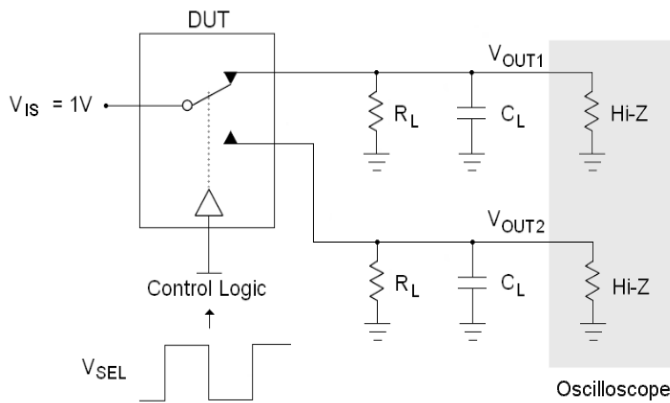 DUT
V_IS = 1V
V_OUT1
R_L
C_L
Hi-Z
V_OUT2
R_L
C_L
Hi-Z
Control Logic
V_SEL
Oscilloscope